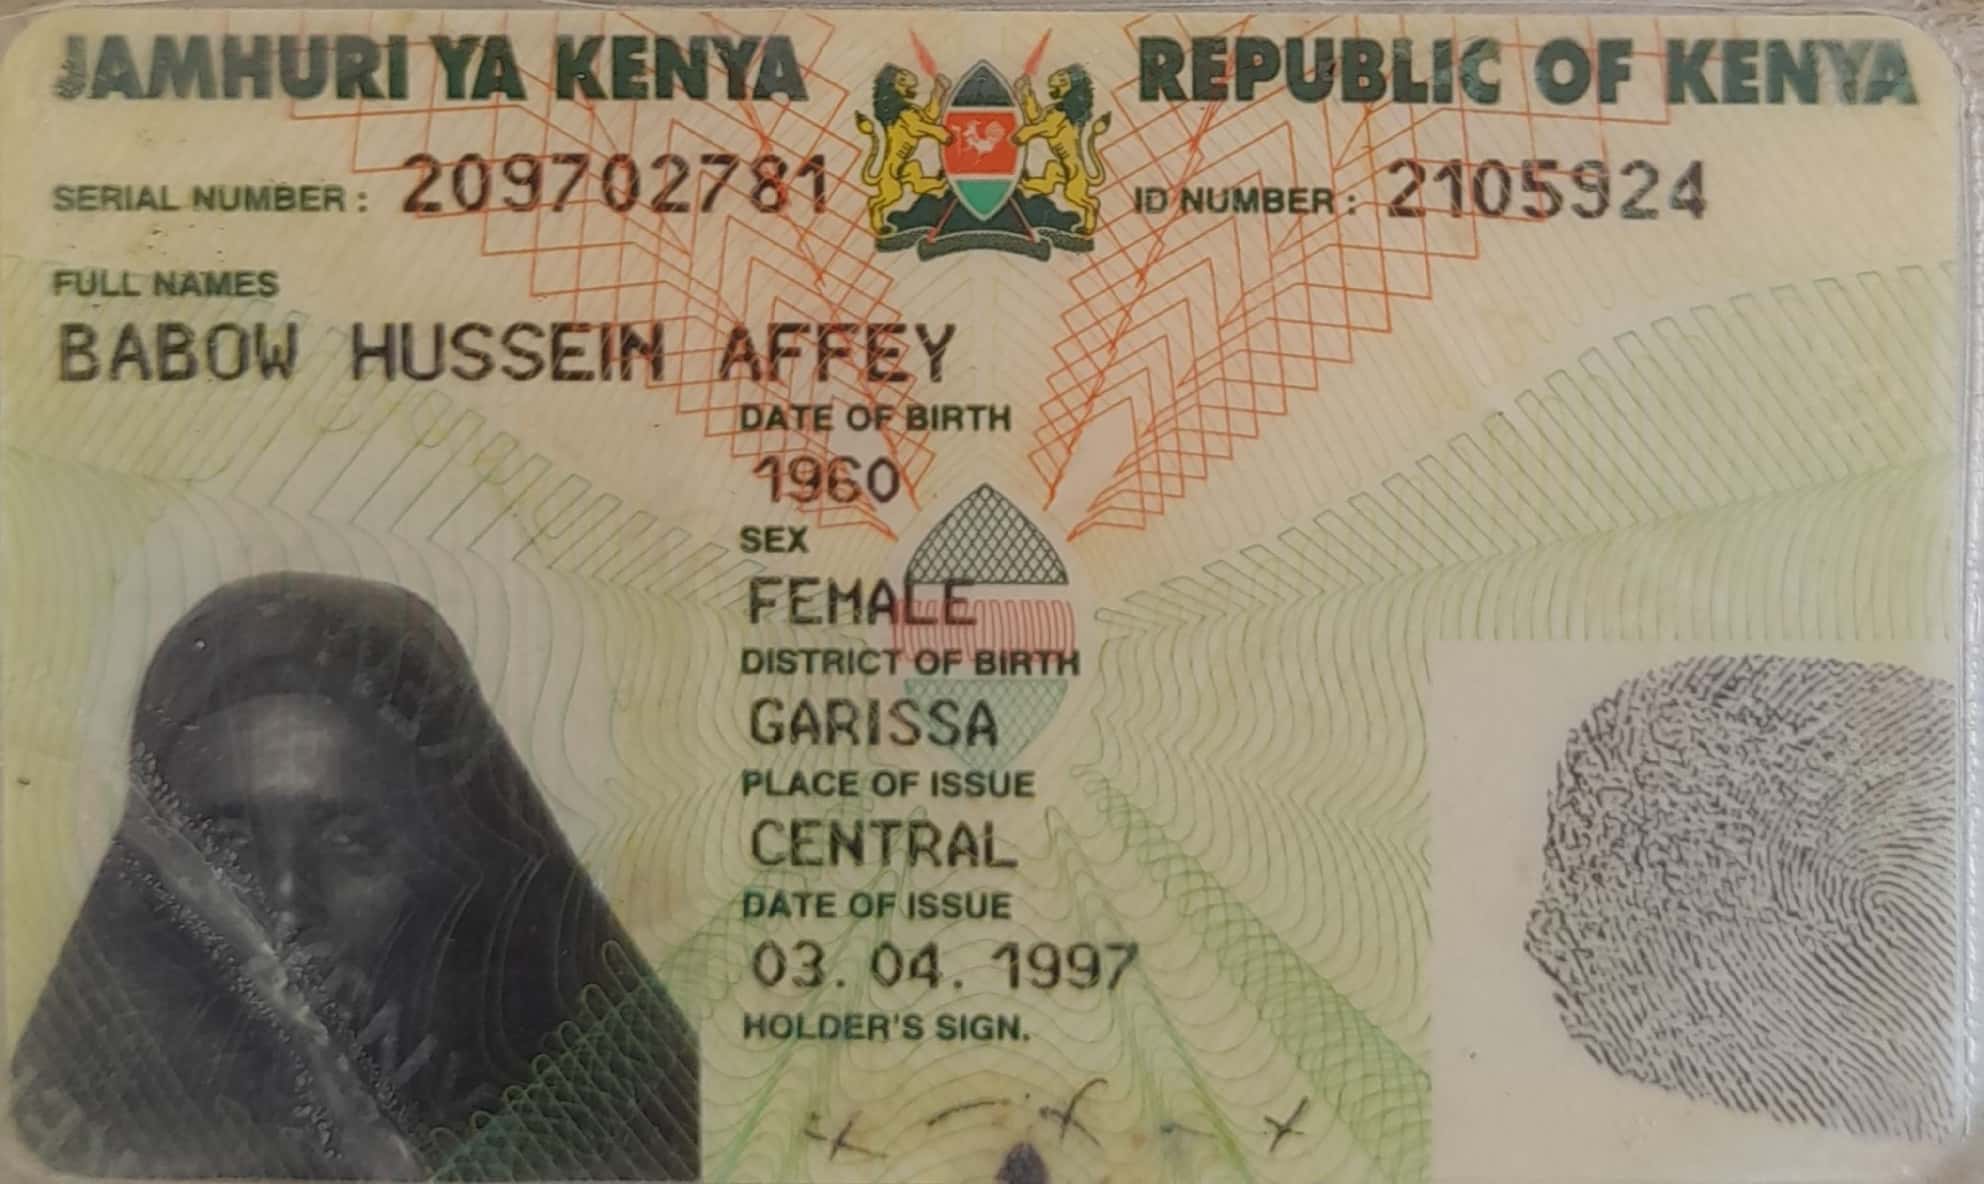 JAMHURI YA KENYA REPUBLIC OF KENYA
SERIAL NUMBER : 209702781 ID NUMBER : 2105924
FULL NAMES
BABOW HUSSEIN AFFEY
DATE OF BIRTH
1960
SEX
FEMALE
DISTRICT OF BIRTH
GARISSA
PLACE OF ISSUE
CENTRAL
DATE OF ISSUE
03. 04. 1997
HOLDER'S SIGN.